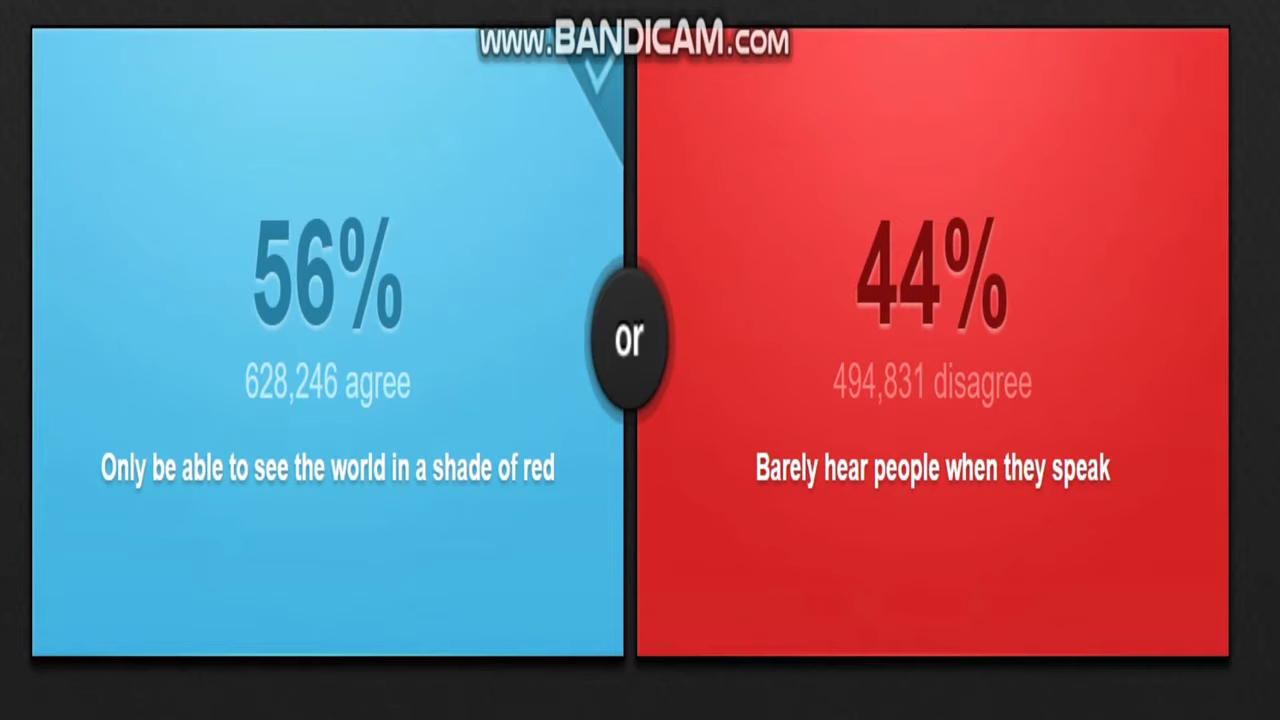 www.BANDICAM.com
56%
628,246 agree
Only be able to see the world in a shade of red
or
44%
494,831 disagree
Barely hear people when they speak